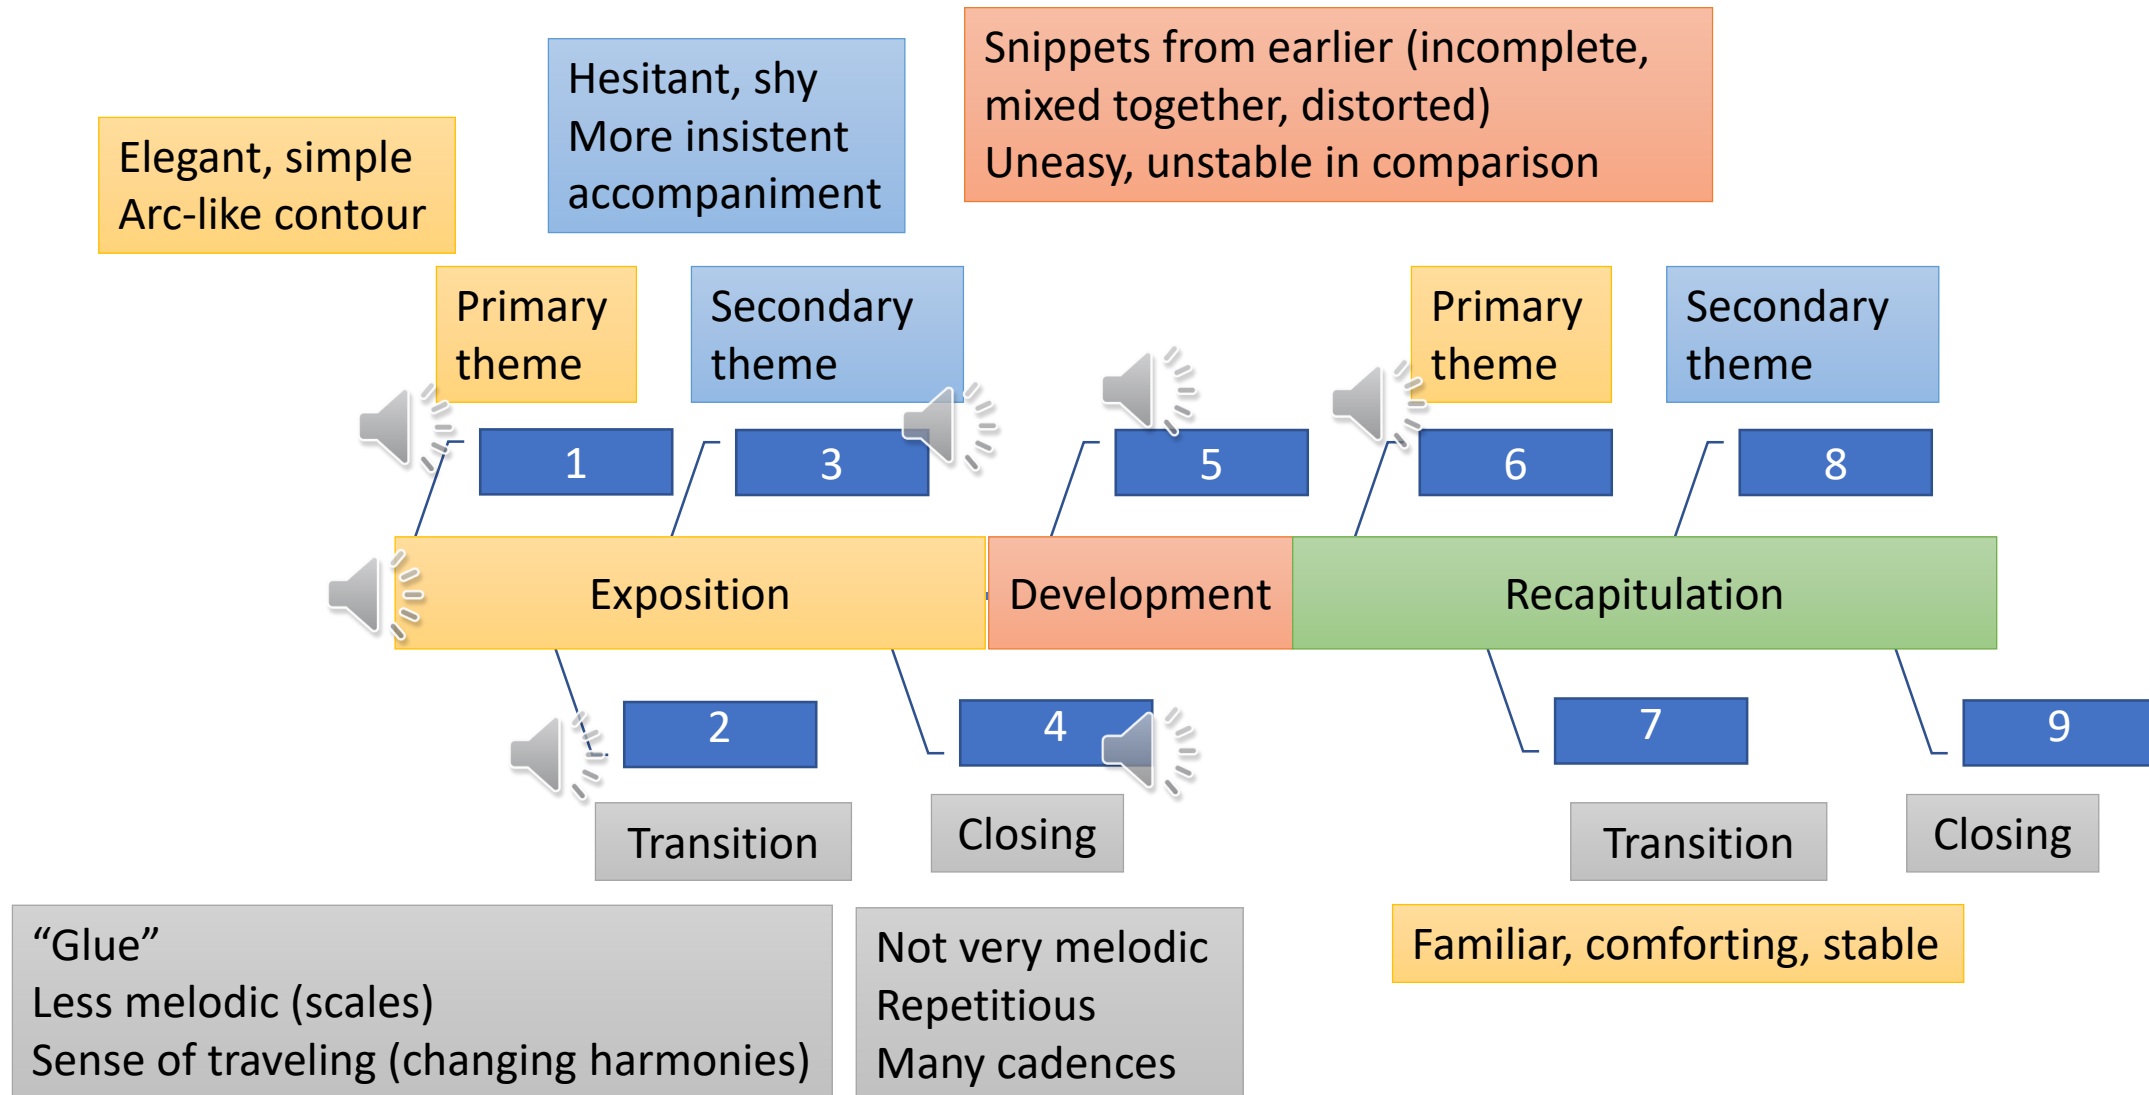 Elegant, simple
Arc-like contour
Hesitant, shy
More insistent
accompaniment
Snippets from earlier (incomplete,
mixed together, distorted)
Uneasy, unstable in comparison
Primary
theme
Secondary
theme
Primary
theme
Secondary
theme
1
3
5
6
8
Exposition
Development
Recapitulation
2
4
7
9
Transition
Closing
Transition
Closing
“Glue”
Less melodic (scales)
Sense of traveling (changing harmonies)
Not very melodic
Repetitious
Many cadences
Familiar, comforting, stable